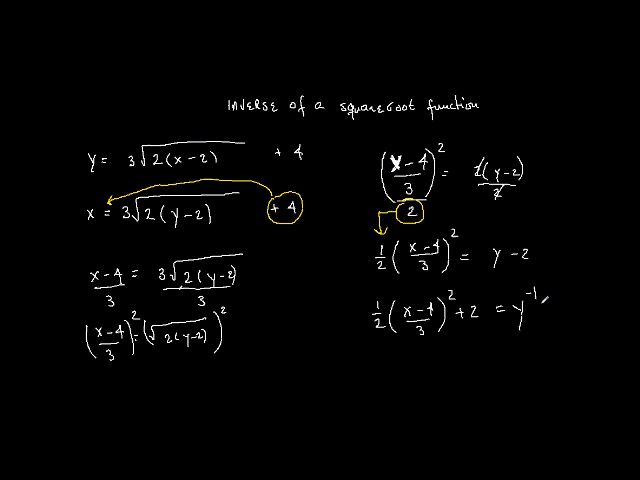 INVERSE of a square root function
y = 3√2(x-2) + 4
x = 3√2(y-2) + 4
x-4/3 = 3√2(y-2)/3
(x-4/3)² = (√2(y-2))²
(x-4/3)²/2 = 2(y-2)/2
1/2 (x-4/3)² = y-2
1/2 (x-4/3)² + 2 = y⁻¹